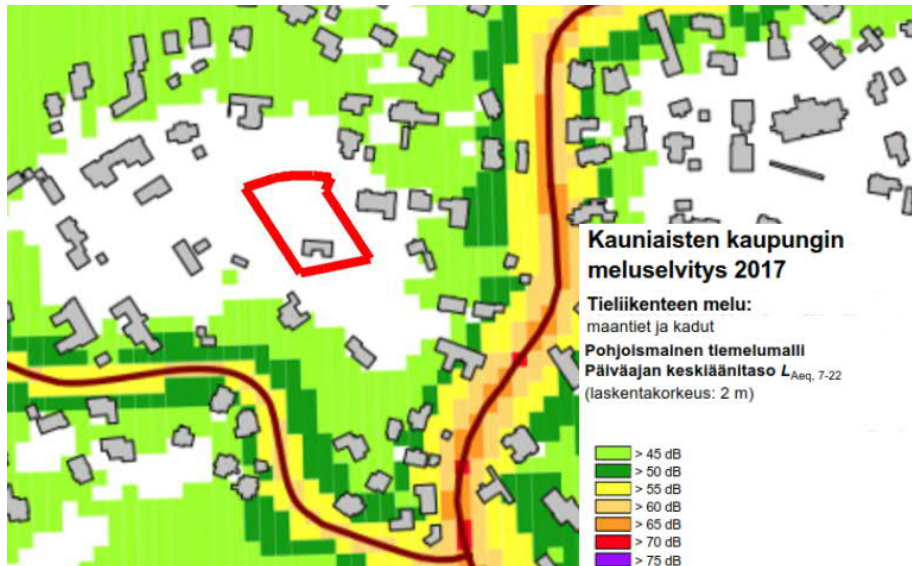 Kauniaisten kaupungin
meluselvitys 2017
Tieliikenteen melu:
maantiet ja kadut
Pohjoismainen tiemelumalli
Päiväajan keskiäänitaso LAeq, 7-22
(laskentakorkeus: 2 m)
> 45 dB
> 50 dB
> 55 dB
> 60 dB
> 65 dB
> 70 dB
> 75 dB